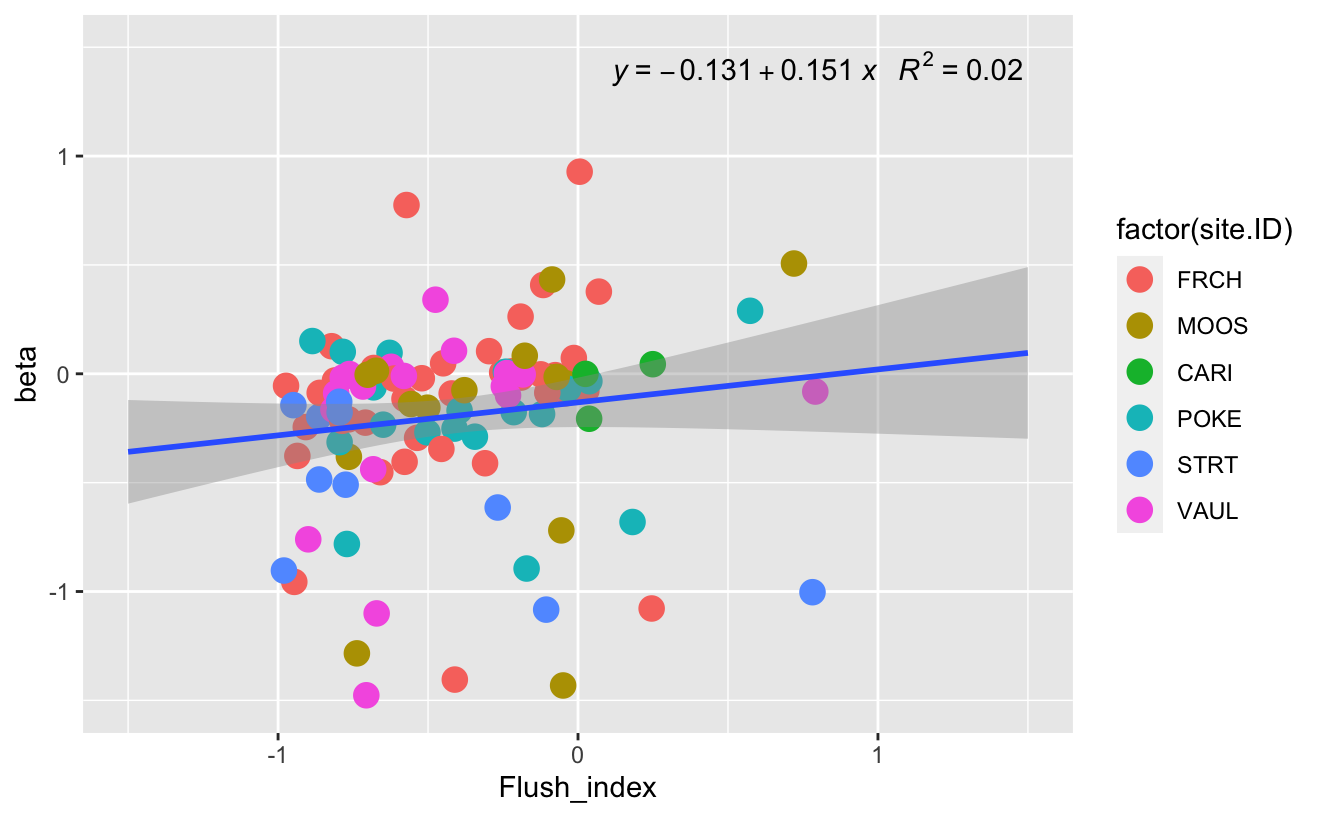 y = −0.131 + 0.151 x R² = 0.02
1
0
-1
beta
-1 0 1
Flush_index
factor(site.ID)
FRCH
MOOS
CARI
POKE
STRT
VAUL